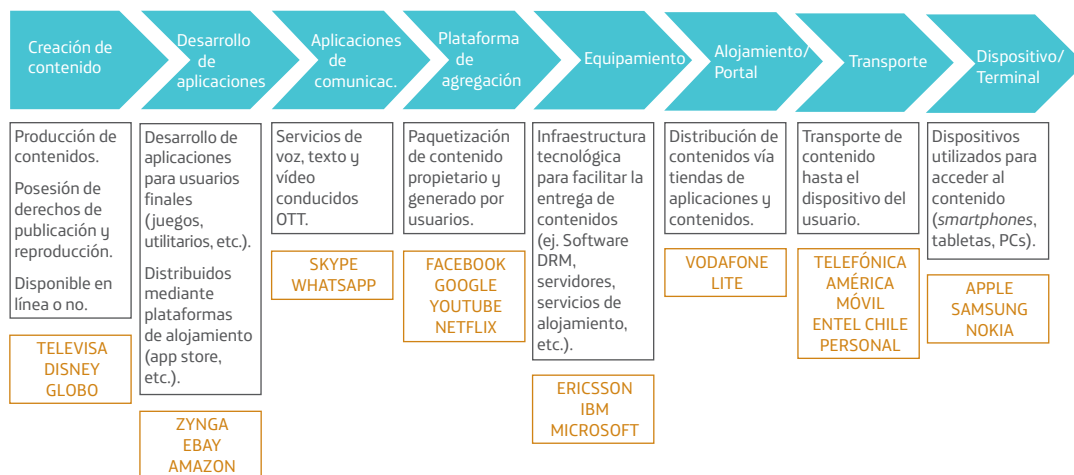 Creación de
contenido
Desarrollo
de
aplicaciones
Aplicaciones
de
comunicac.
Plataforma
de
agregación
Equipamiento
Alojamiento/
Portal
Transporte
Dispositivo/
Terminal
Producción de
contenidos.
Posesión de
derechos de
publicación y
reproducción.
Disponible en
línea o no.
TELEVISA
DISNEY
GLOBO
Desarrollo de
aplicaciones
para usuarios
finales
(juegos,
utilitarios, etc.).
Distribuidos
mediante
plataformas
de alojamiento
(app store,
etc.).
ZYNGA
EBAY
AMAZON
Servicios de
voz, texto y
vídeo
conducidos
OTT.
SKYPE
WHATSAPP
Paquetización
de contenido
propietario y
generado por
usuarios.
FACEBOOK
GOOGLE
YOUTUBE
NETFLIX
Infraestructura
tecnológica
para facilitar la
entrega de
contenidos
(ej. Software
DRM,
servidores,
servicios de
alojamiento,
etc.).
ERICSSON
IBM
MICROSOFT
Distribución de
contenidos vía
tiendas de
aplicaciones y
contenidos.
VODAFONE
LITE
Transporte de
contenido
hasta el
dispositivo del
usuario.
TELEFÓNICA
AMÉRICA
MÓVIL
ENTEL CHILE
PERSONAL
Dispositivos
utilizados para
acceder al
contenido
(smartphones,
tabletas, PCs).
APPLE
SAMSUNG
NOKIA